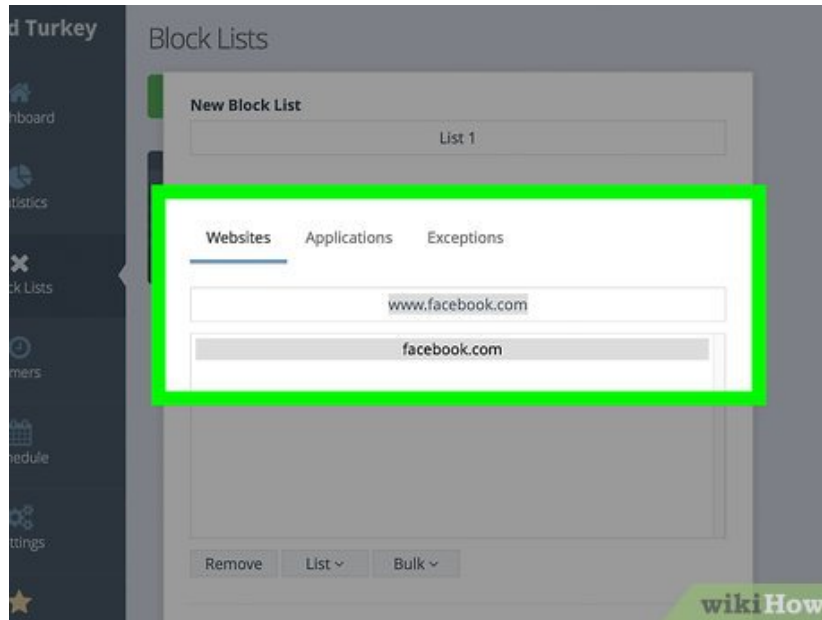 d Turkey
Block Lists
hboard
New Block List
List 1
tistics
Websites Applications Exceptions
ck Lists
www.facebook.com
facebook.com
mers
edule
ttings
Remove List Bulk
wikiHow